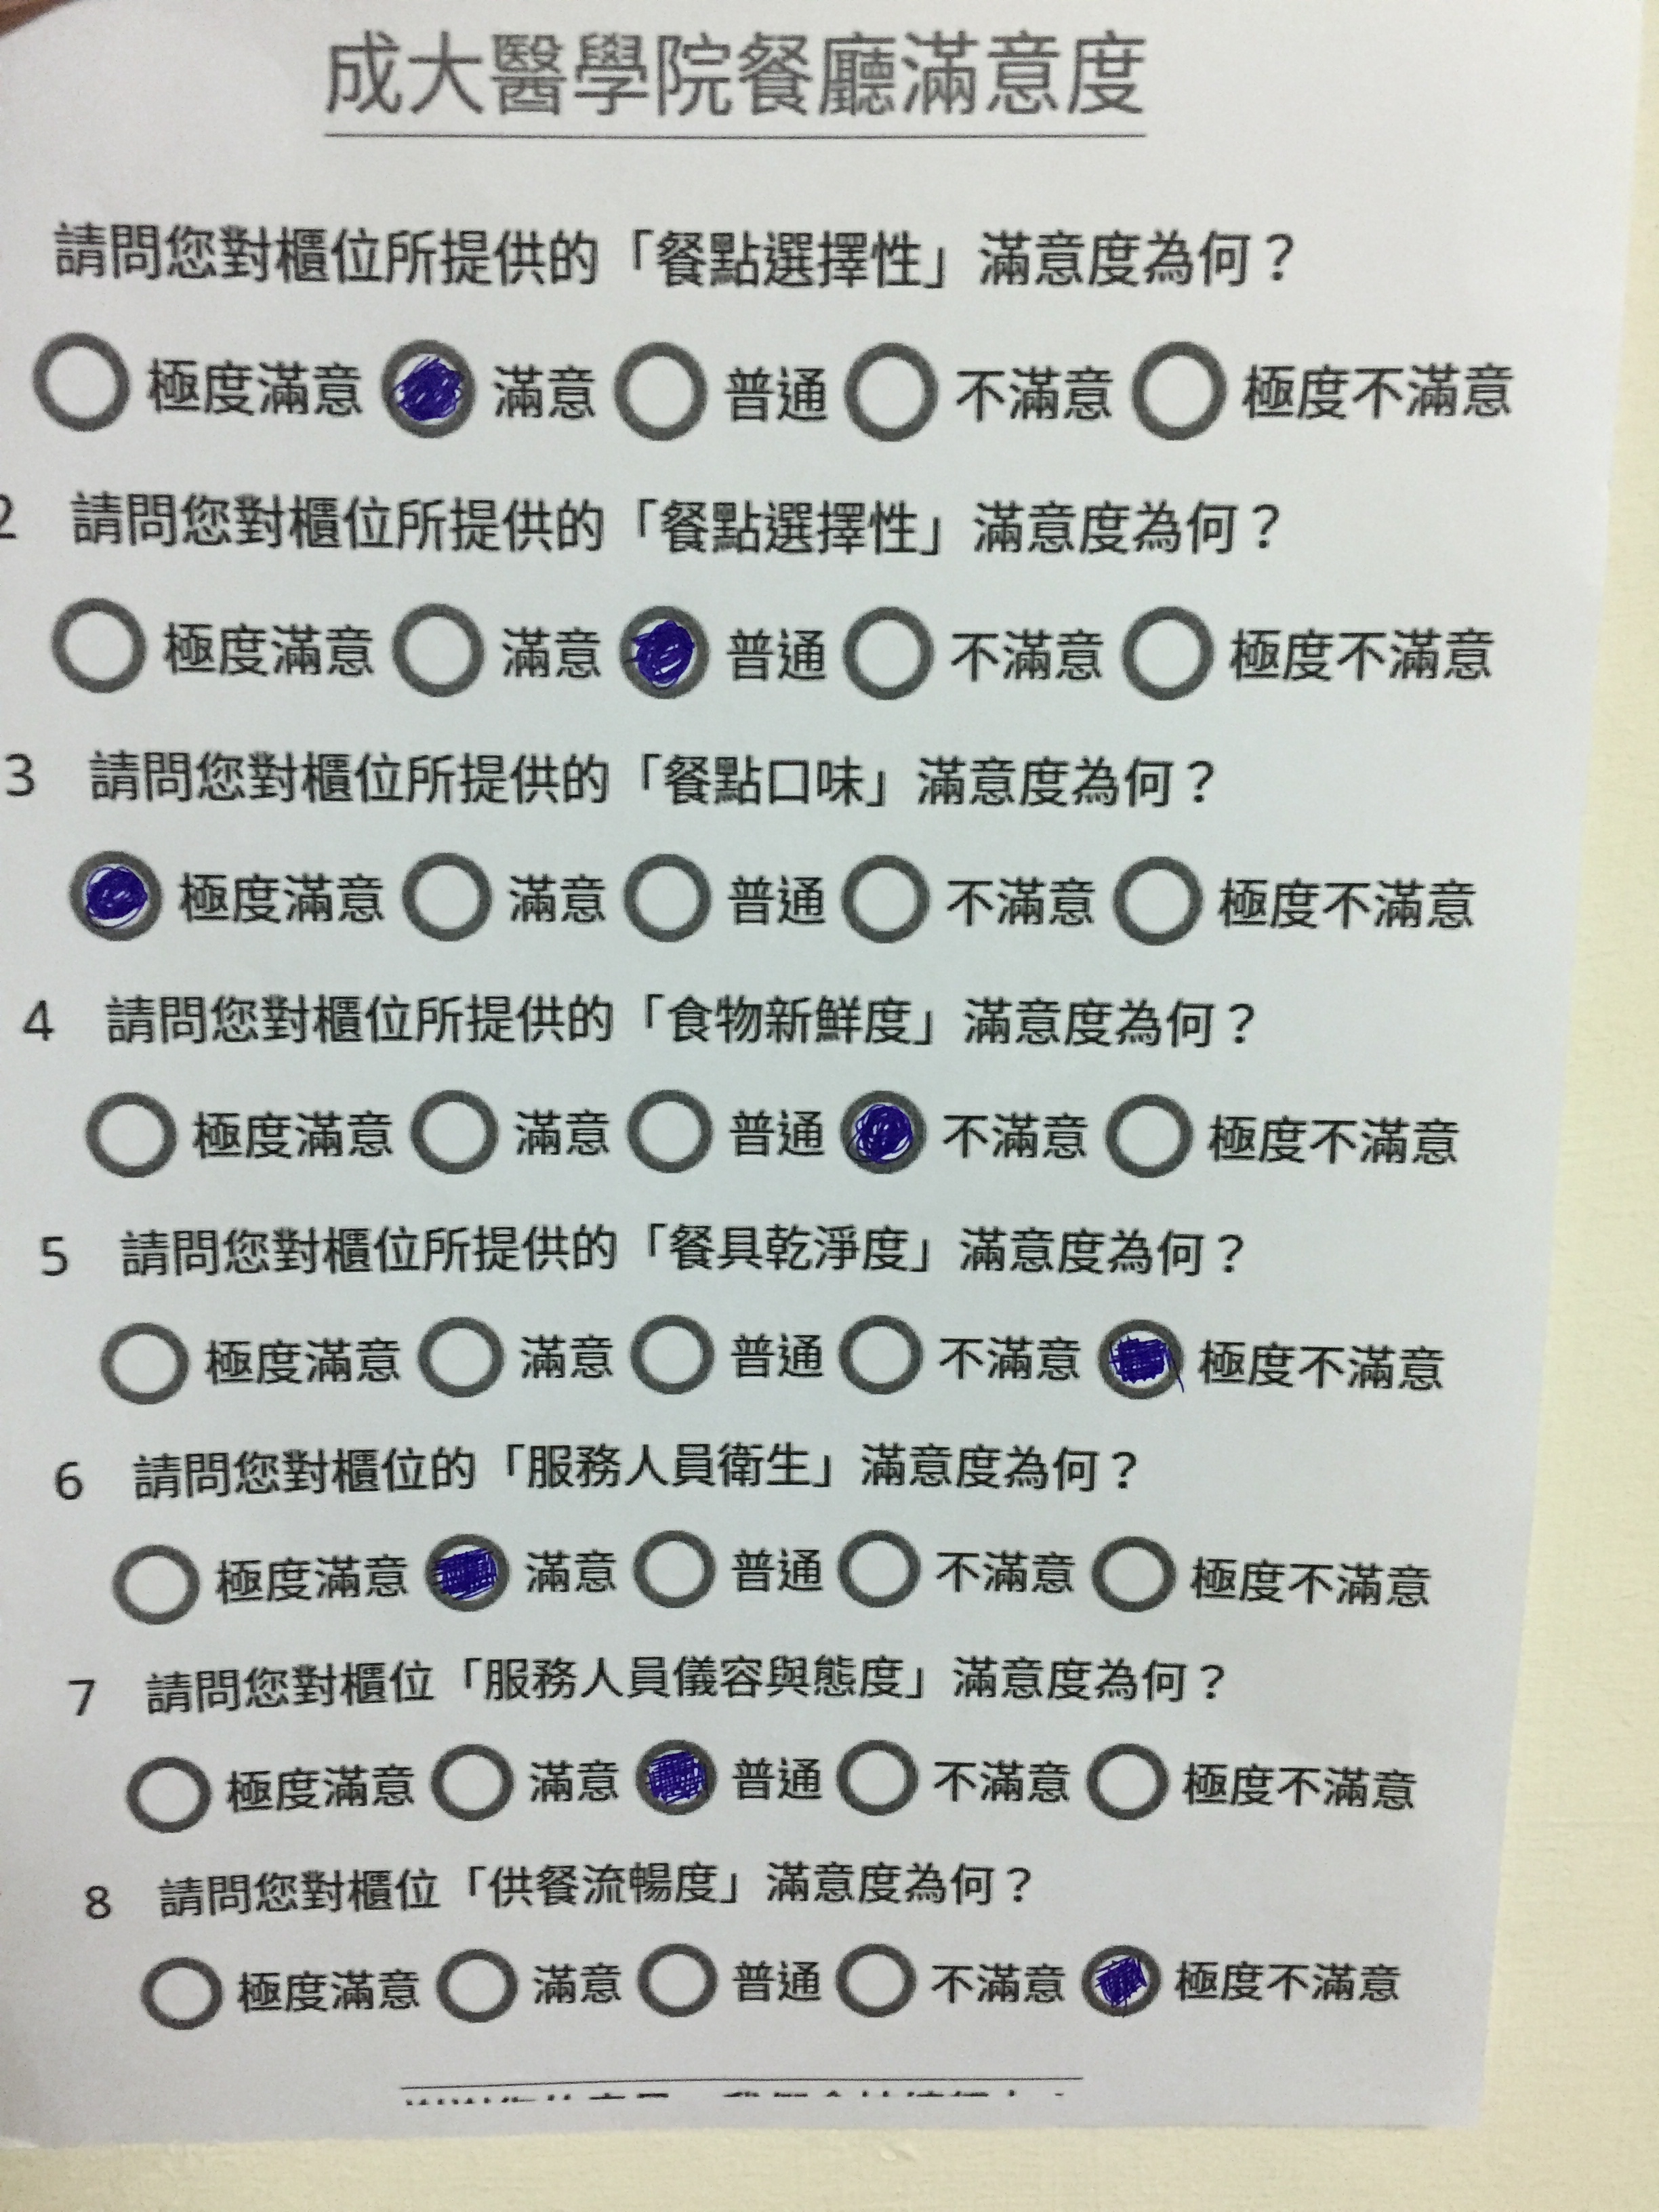 成大醫學院餐廳滿意度
請問您對櫃位所提供的「餐點選擇性」滿意度為何？
極度滿意 滿意 普通 不滿意 極度不滿意
2 請問您對櫃位所提供的「餐點選擇性」滿意度為何？
極度滿意 滿意 普通 不滿意 極度不滿意
3 請問您對櫃位所提供的「餐點口味」滿意度為何？
極度滿意 滿意 普通 不滿意 極度不滿意
4 請問您對櫃位所提供的「食物新鮮度」滿意度為何？
極度滿意 滿意 普通 不滿意 極度不滿意
5 請問您對櫃位所提供的「餐具乾淨度」滿意度為何？
極度滿意 滿意 普通 不滿意 極度不滿意
6 請問您對櫃位的「服務人員衛生」滿意度為何？
極度滿意 滿意 普通 不滿意 極度不滿意
7 請問您對櫃位「服務人員儀容與態度」滿意度為何？
極度滿意 滿意 普通 不滿意 極度不滿意
8 請問您對櫃位「供餐流暢度」滿意度為何？
極度滿意 滿意 普通 不滿意 極度不滿意